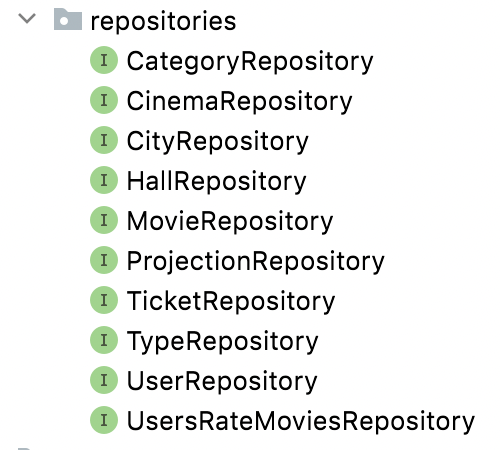 repositories
I CategoryRepository
I CinemaRepository
I CityRepository
I HallRepository
I MovieRepository
I ProjectionRepository
I TicketRepository
I TypeRepository
I UserRepository
I UsersRateMoviesRepository